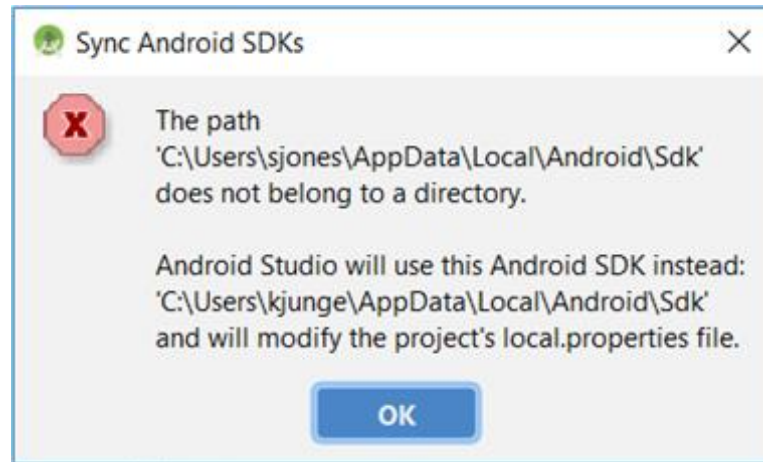 Sync Android SDKs
The path
'C:\Users\sjones\AppData\Local\Android\Sdk'
does not belong to a directory.
Android Studio will use this Android SDK instead:
'C:\Users\kjunge\AppData\Local\Android\Sdk'
and will modify the project's local.properties file.
OK